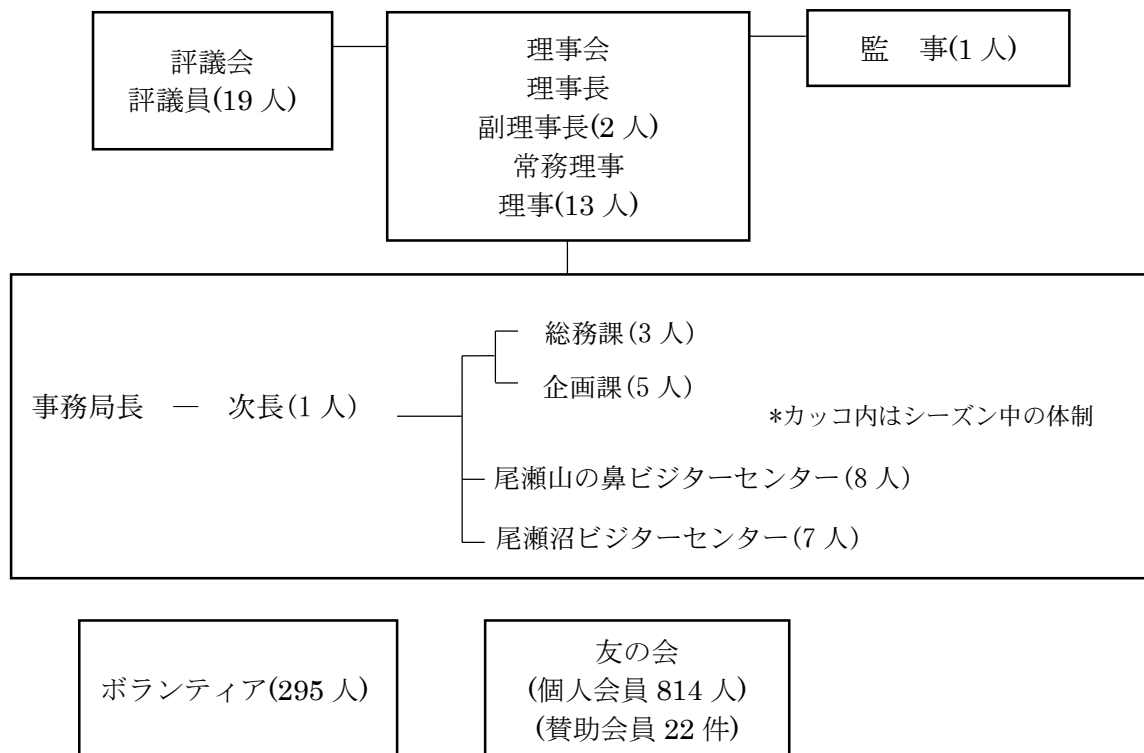 評議会
評議員(19 人)
理事会
理事長
副理事長(2 人)
常務理事
理事(13 人)
監　事(1 人)
総務課(3 人)
企画課(5 人)
事務局長　―　次長(1 人)
*カッコ内はシーズン中の体制
尾瀬山の鼻ビジターセンター(8 人)
尾瀬沼ビジターセンター(7 人)
ボランティア(295 人)
友の会
(個人会員 814 人)
(賛助会員 22 件)